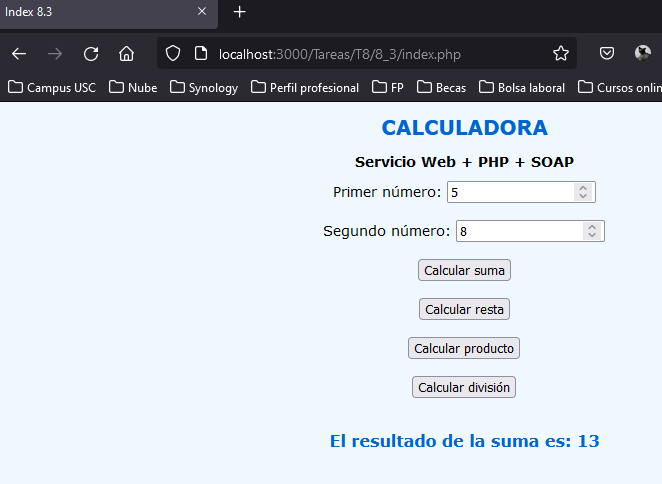 Index 8.3
localhost:3000/Tareas/T8/8_3/index.php
Campus USC Nube Synology Perfil profesional FP Becas Bolsa laboral Cursos onlin
CALCULADORA
Servicio Web + PHP + SOAP
Primer número: 5
Segundo número: 8
Calcular suma
Calcular resta
Calcular producto
Calcular división
El resultado de la suma es: 13